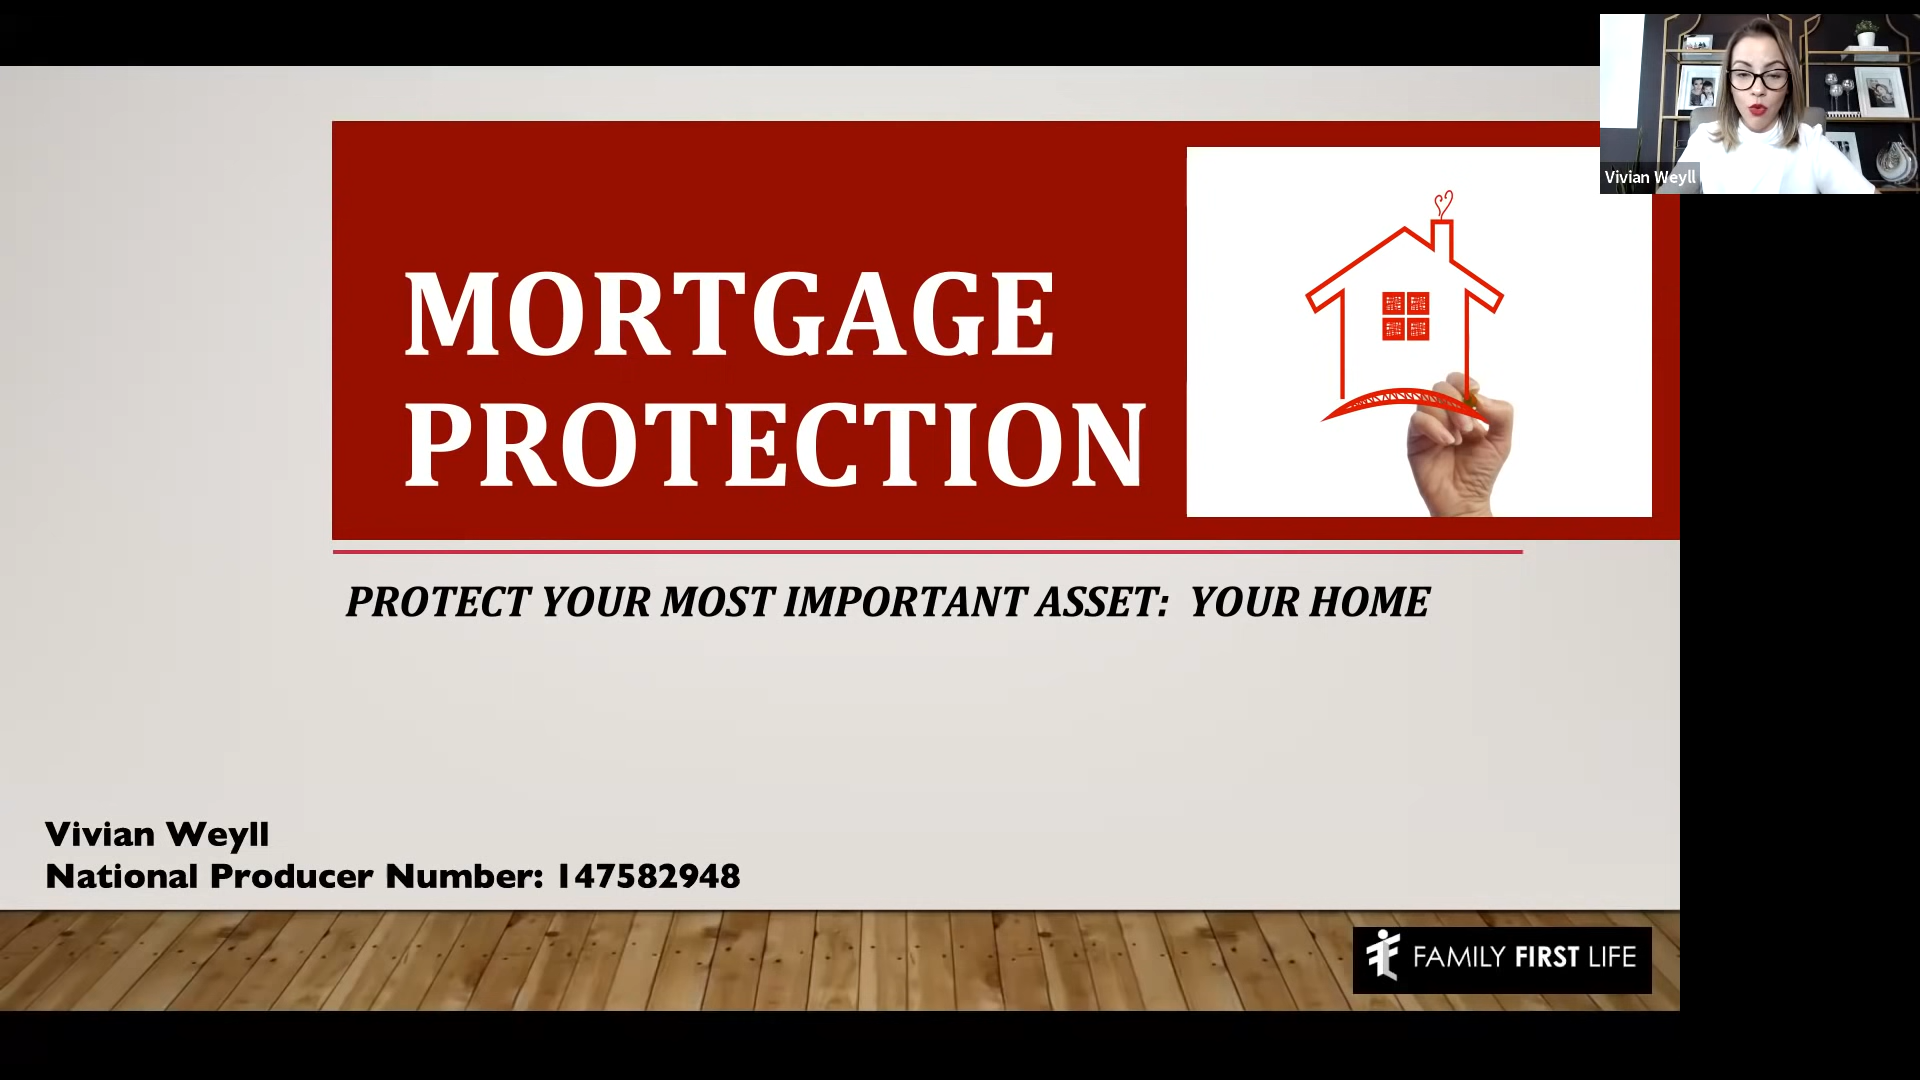 Vivian Weyll
MORTGAGE
PROTECTION
PROTECT YOUR MOST IMPORTANT ASSET: YOUR HOME
Vivian Weyll
National Producer Number: 147582948
FAMILY FIRST LIFE